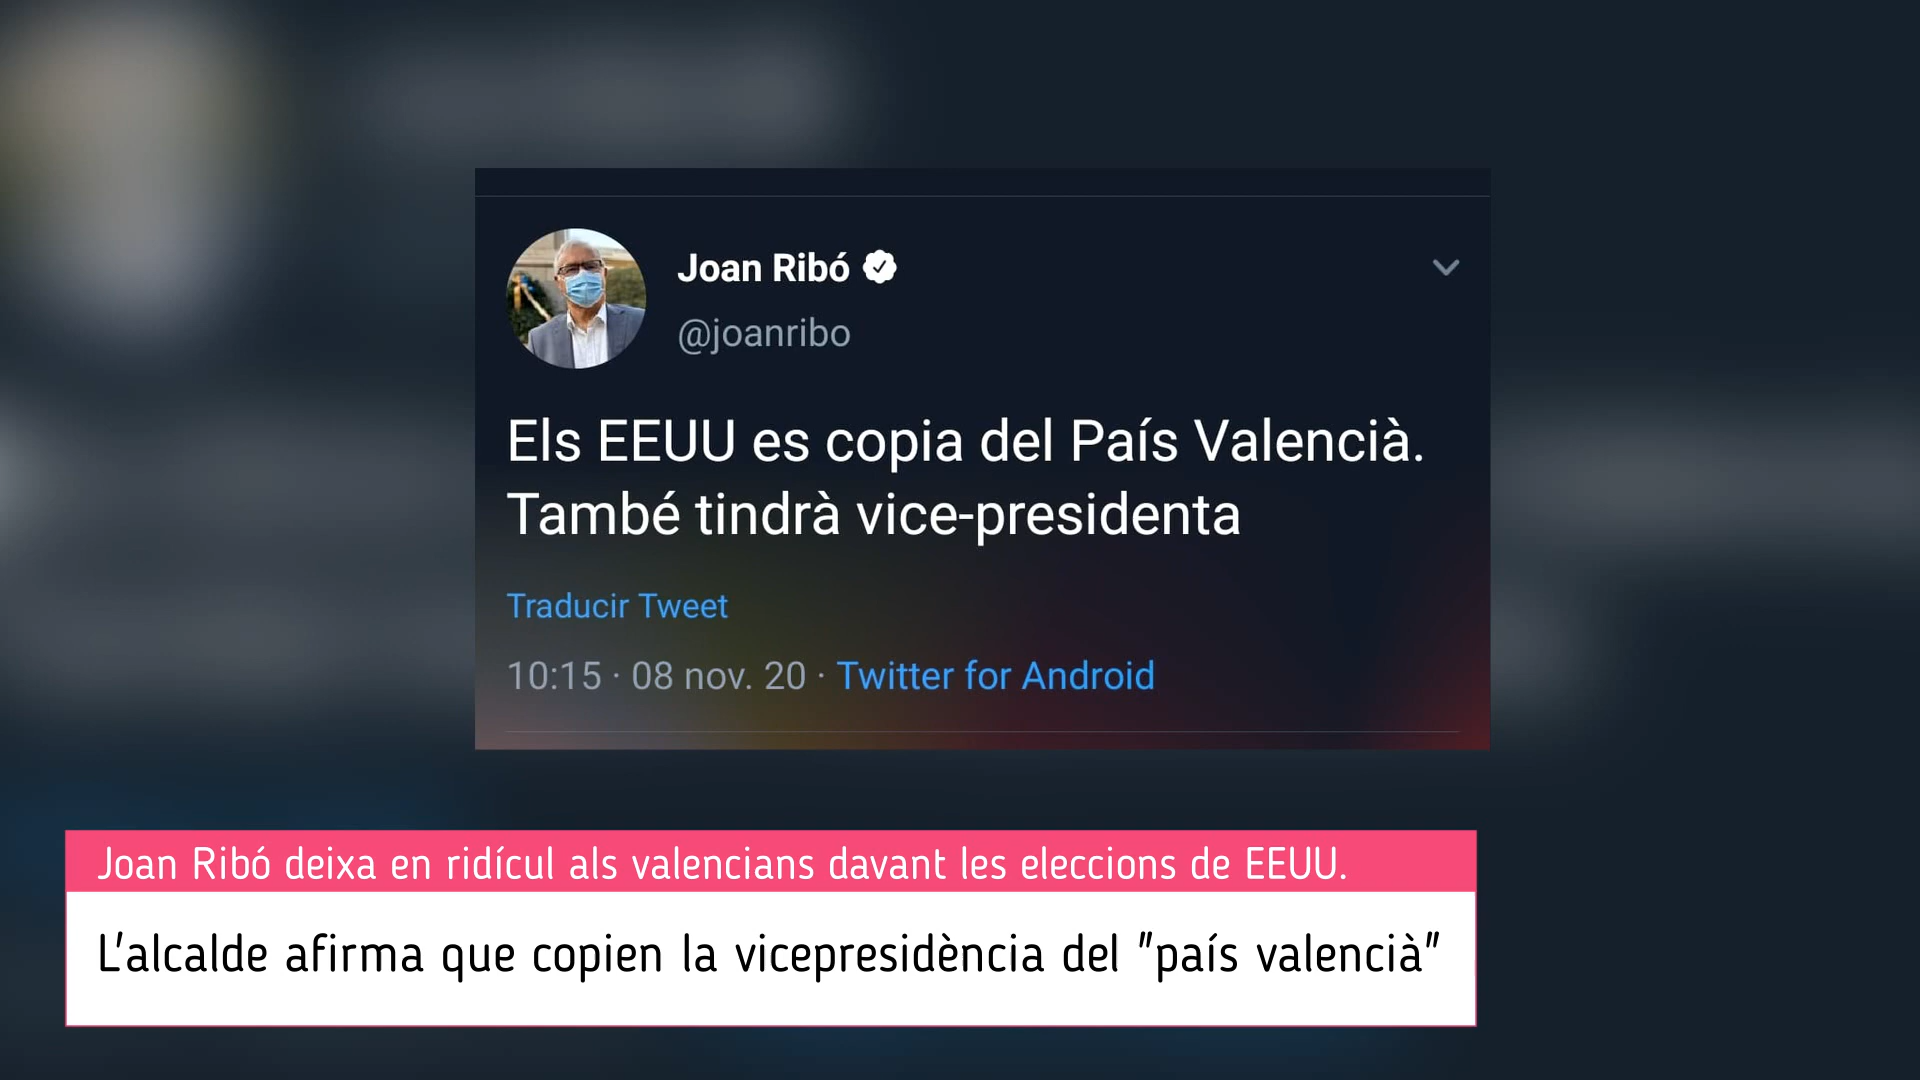 Joan Ribó
@joanribo
Els EEUU es copia del País Valencià.
També tindrà vice-presidenta
Traducir Tweet
10:15 · 08 nov. 20 · Twitter for Android
Joan Ribó deixa en ridícul als valencians davant les eleccions de EEUU.
L'alcalde afirma que copien la vicepresidència del "país valencià"